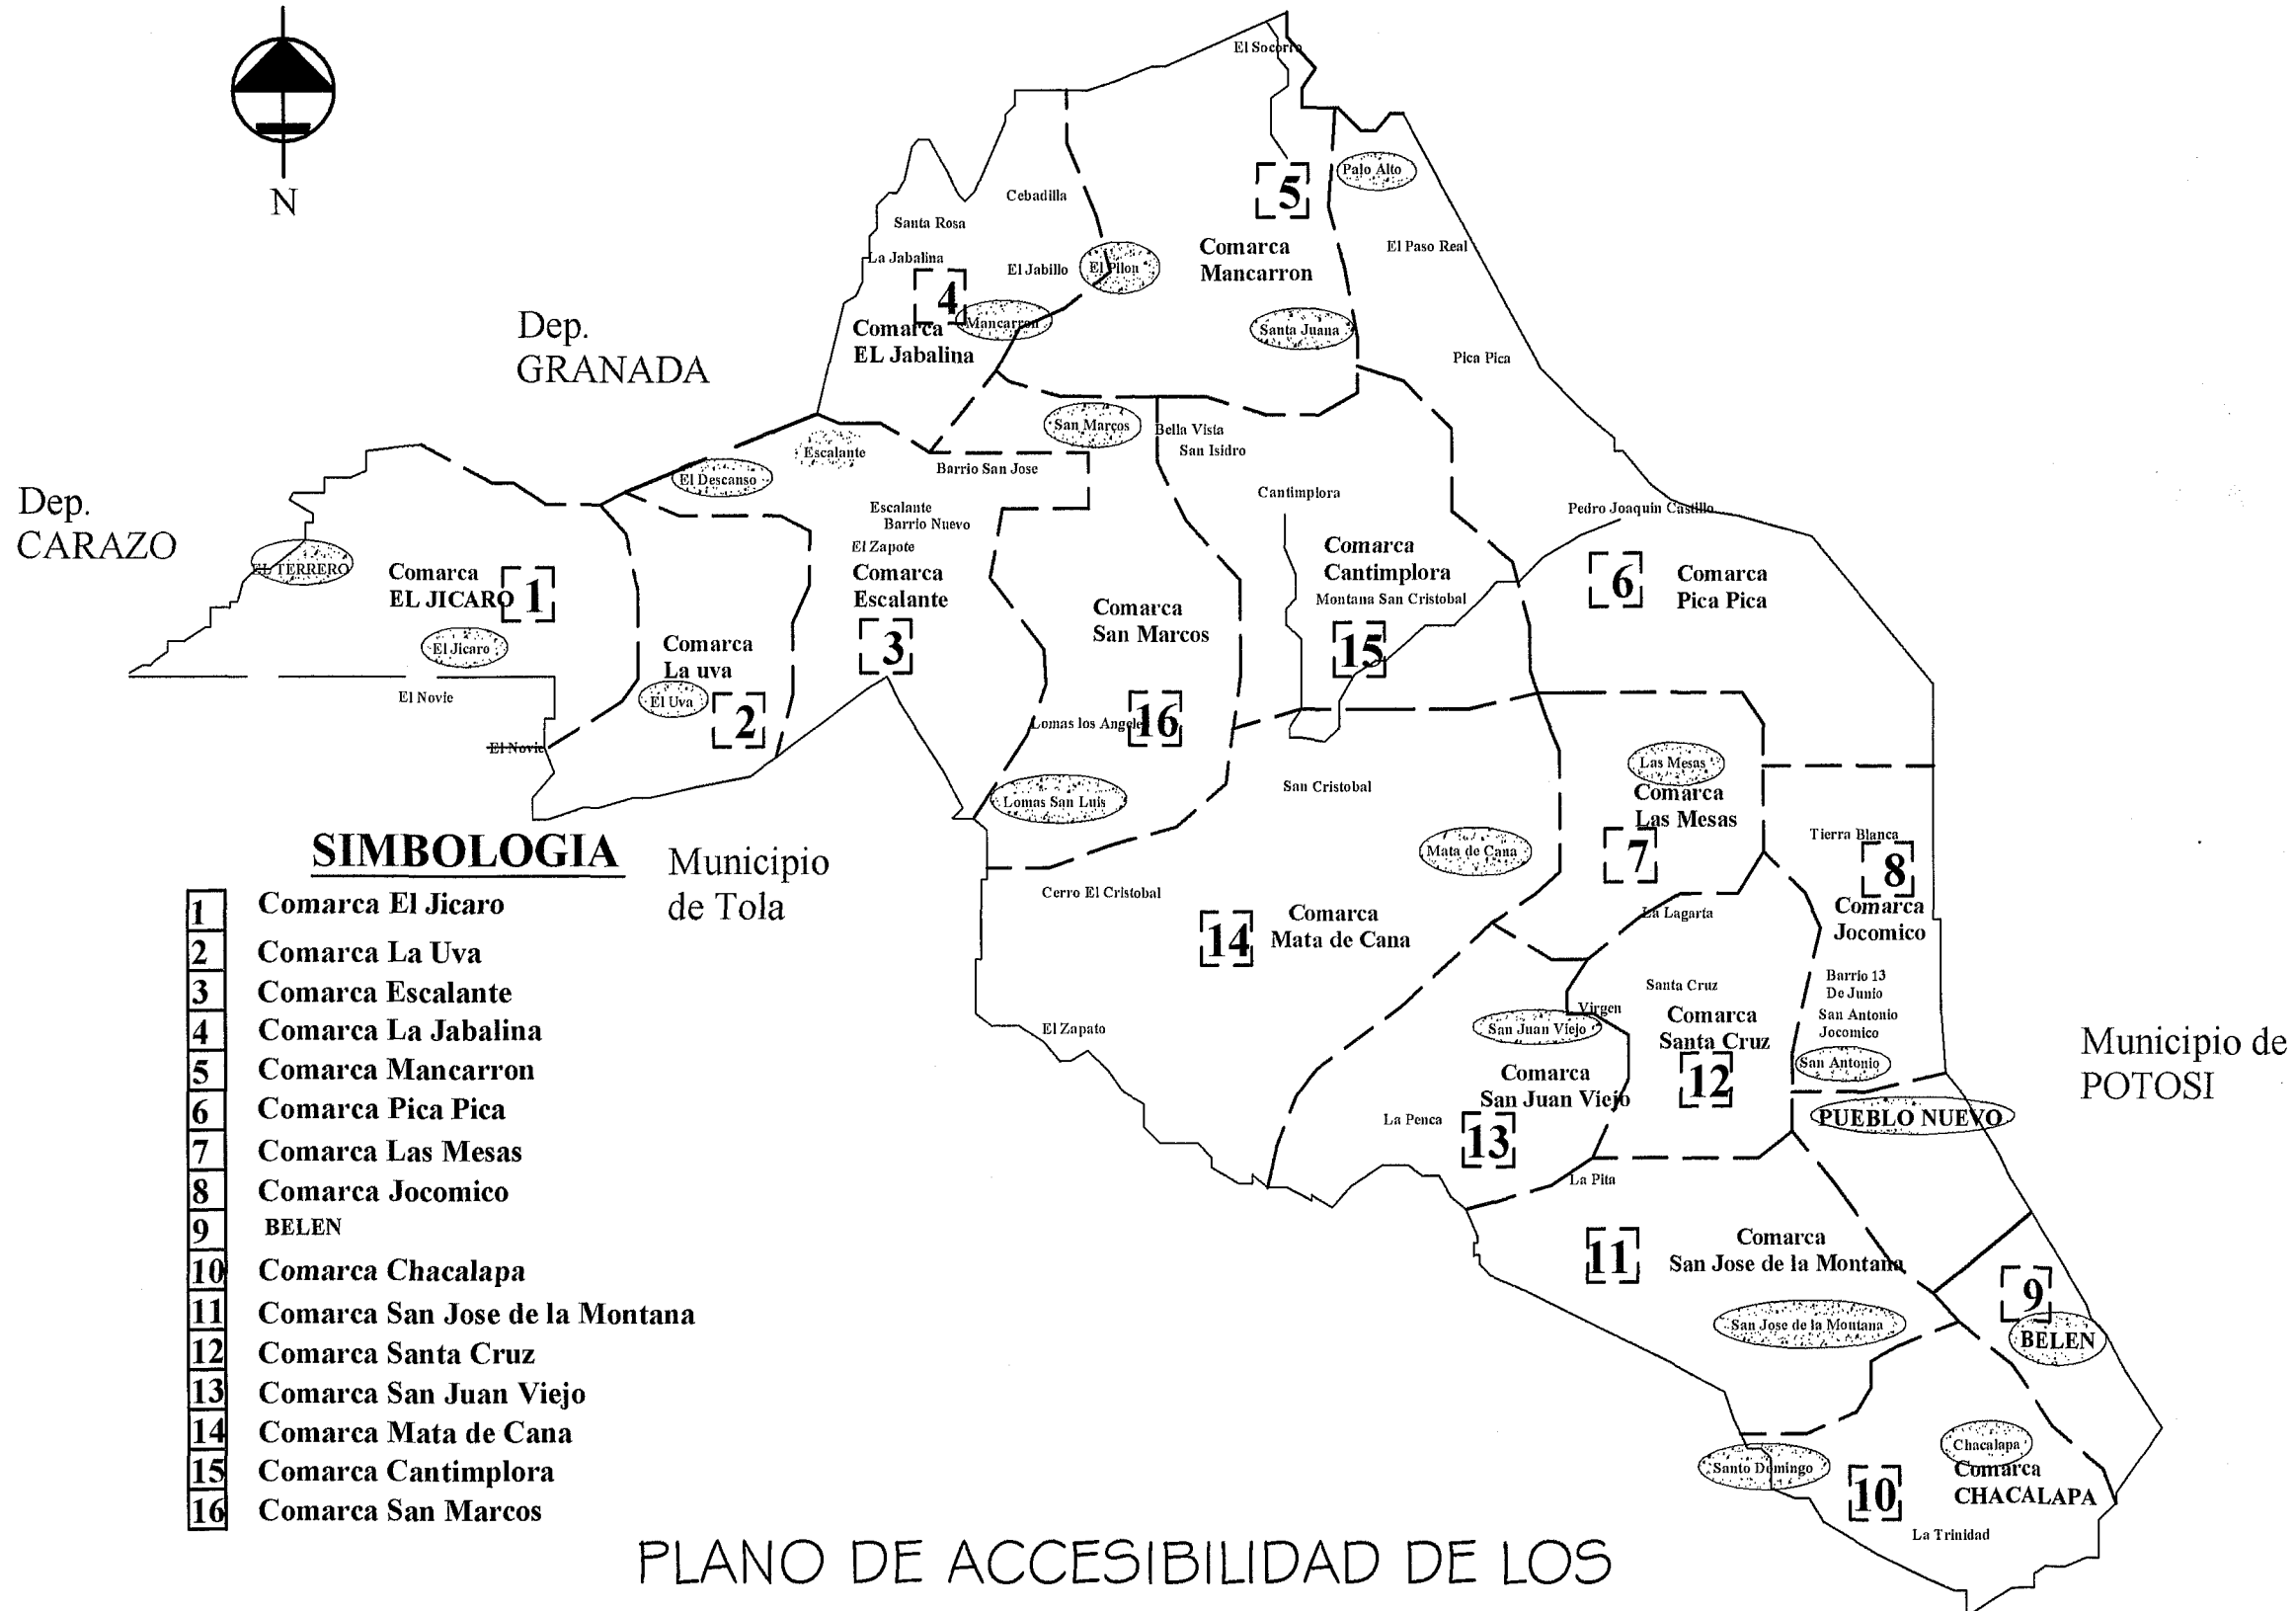 N
El Socorro
Palo Alto
5
Cebadilla
Santa Rosa
La Jabalina
El Jabillo
El Pilon
Comarca
Mancarron
El Paso Real
4
Mancarron
Comarca
EL Jabalina
Santa Juana
Pica Pica
Dep.
GRANADA
San Marcos
Bella Vista
San Isidro
Escalante
Barrio San Jose
El Descanso
Cantimplora
Escalante
Barrio Nuevo
Pedro Joaquin Castillo
Dep.
CARAZO
El Zapote
Comarca
Escalante
3
Comarca
Cantimplora
Montana San Cristobal
15
6
Comarca
Pica Pica
EL TERRERO
Comarca
EL JICARO
1
El Jicaro
El Novie
El Novie
Comarca
La uva
El Uva
2
Comarca
San Marcos
Lomas los Angeles
16
Lomas San Luis
San Cristobal
Las Mesas
Comarca
Las Mesas
7
Mata de Cana
Tierra Blanca
8
Comarca
Jocomico
Cerro El Cristobal
14
Comarca
Mata de Cana
La Lagarta
Santa Cruz
Barrio 13
De Junio
San Antonio
Jocomico
Virgen
San Juan Viejo
Comarca
Santa Cruz
12
San Antonio
El Zapato
Comarca
San Juan Viejo
La Penca
13
PUEBLO NUEVO
Municipio de
POTOSI
La Pita
11
Comarca
San Jose de la Montana
San Jose de la Montana
9
BELEN
Chacalapa
Comarca
CHACALAPA
Santo Domingo
10
La Trinidad
Municipio
de Tola
SIMBOLOGIA
1 Comarca El Jicaro
2 Comarca La Uva
3 Comarca Escalante
4 Comarca La Jabalina
5 Comarca Mancarron
6 Comarca Pica Pica
7 Comarca Las Mesas
8 Comarca Jocomico
9 BELEN
10 Comarca Chacalapa
11 Comarca San Jose de la Montana
12 Comarca Santa Cruz
13 Comarca San Juan Viejo
14 Comarca Mata de Cana
15 Comarca Cantimplora
16 Comarca San Marcos
PLANO DE ACCESIBILIDAD DE LOS